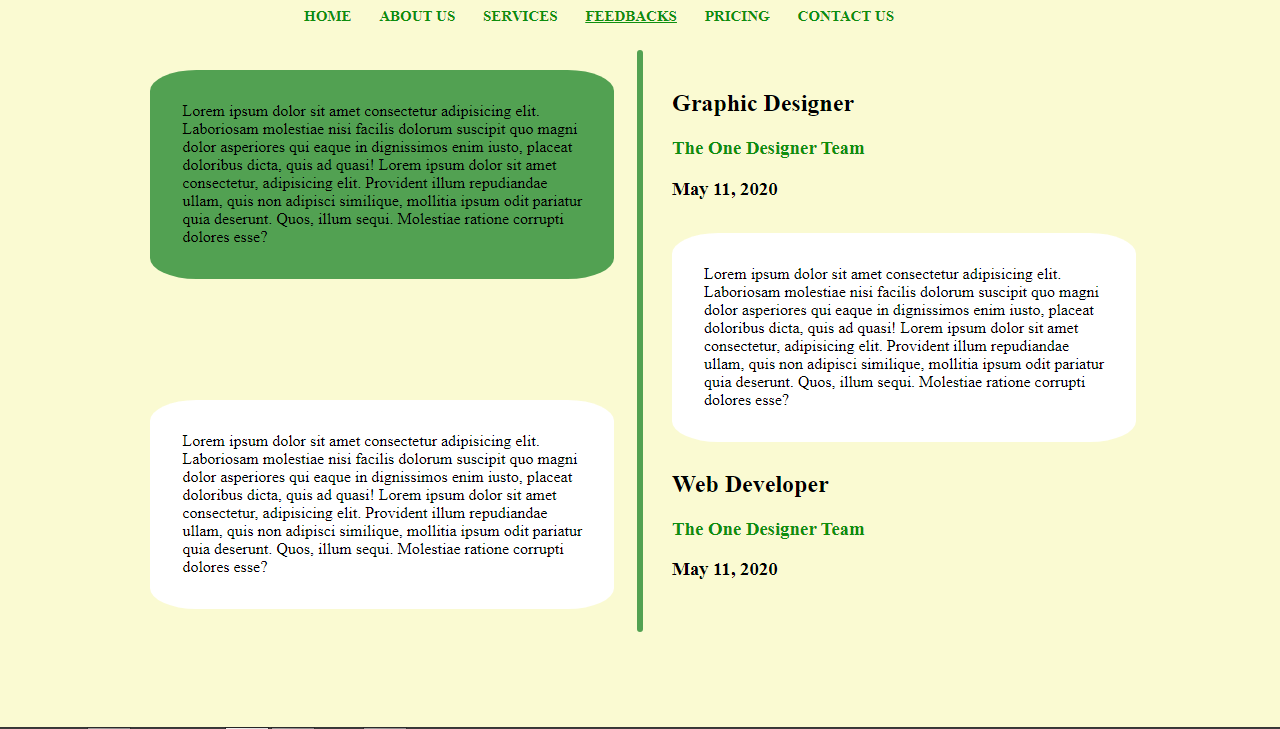 HOME ABOUT US SERVICES FEEDBACKS PRICING CONTACT US
Lorem ipsum dolor sit amet consectetur adipisicing elit.
Laboriosam molestiae nisi facilis dolorum suscipit quo magni
dolor asperiores qui eaque in dignissimos enim iusto, placeat
doloribus dicta, quis ad quasi! Lorem ipsum dolor sit amet
consectetur, adipisicing elit. Provident illum repudiandae
ullam, quis non adipisci similique, mollitia ipsum odit pariatur
quia deserunt. Quos, illum sequi. Molestiae ratione corrupti
dolores esse?
Graphic Designer
The One Designer Team
May 11, 2020
Lorem ipsum dolor sit amet consectetur adipisicing elit.
Laboriosam molestiae nisi facilis dolorum suscipit quo magni
dolor asperiores qui eaque in dignissimos enim iusto, placeat
doloribus dicta, quis ad quasi! Lorem ipsum dolor sit amet
consectetur, adipisicing elit. Provident illum repudiandae
ullam, quis non adipisci similique, mollitia ipsum odit pariatur
quia deserunt. Quos, illum sequi. Molestiae ratione corrupti
dolores esse?
Lorem ipsum dolor sit amet consectetur adipisicing elit.
Laboriosam molestiae nisi facilis dolorum suscipit quo magni
dolor asperiores qui eaque in dignissimos enim iusto, placeat
doloribus dicta, quis ad quasi! Lorem ipsum dolor sit amet
consectetur, adipisicing elit. Provident illum repudiandae
ullam, quis non adipisci similique, mollitia ipsum odit pariatur
quia deserunt. Quos, illum sequi. Molestiae ratione corrupti
dolores esse?
Web Developer
The One Designer Team
May 11, 2020